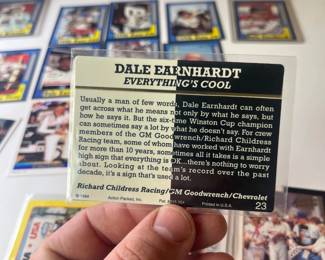 DALE EARNHARDT
EVERYTHING'S COOL
Usually a man of few words, Dale Earnhardt can often
get across what he means not only by what he says, but
how he says it. But the six-time Winston Cup champion
can sometimes say a lot by what he doesn't say. For crew
members of the GM Goodwrench/Richard Childress
Racing team, some of whom have worked with Earnhardt
for more than 10 years, sometimes all it takes is a simple
high sign that everything is OK...there's nothing to worry
about. Looking at the team's record over the past
decade, it's a sign that's used a lot.
Richard Childress Racing/GM Goodwrench/Chevrolet
© 1994 Action Packed, Inc. Pat. Printed in U.S.A.
23